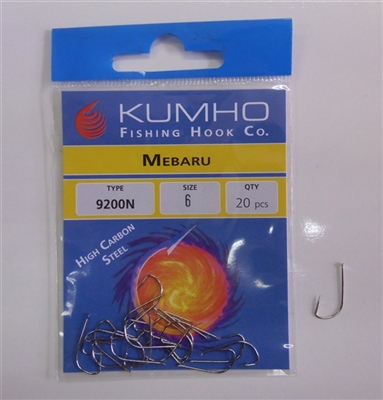 KUMHO
FISHING HOOK CO.
MEBARU
TYPE SIZE QTY
9200N 6 20 pcs
HIGH CARBON
STEEL